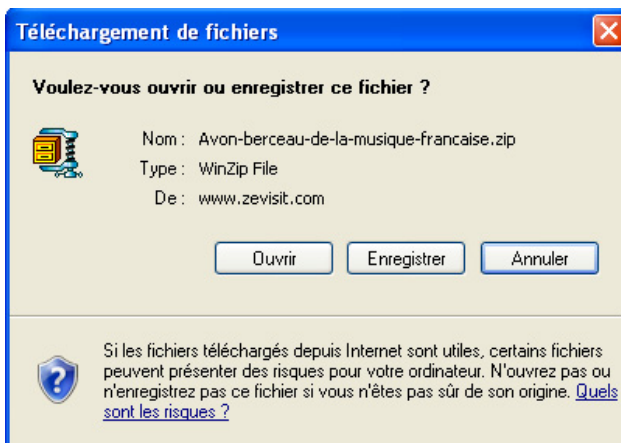 Téléchargement de fichiers
Voulez-vous ouvrir ou enregistrer ce fichier ?
Nom : Avon-berceau-de-la-musique-francaise.zip
Type : WinZip File
De : www.zevisit.com
Ouvrir Enregistrer Annuler
Si les fichiers téléchargés depuis Internet sont utiles, certains fichiers
peuvent présenter des risques pour votre ordinateur. N'ouvrez pas ou
n'enregistrez pas ce fichier si vous n'êtes pas sûr de son origine. Quels
sont les risques ?